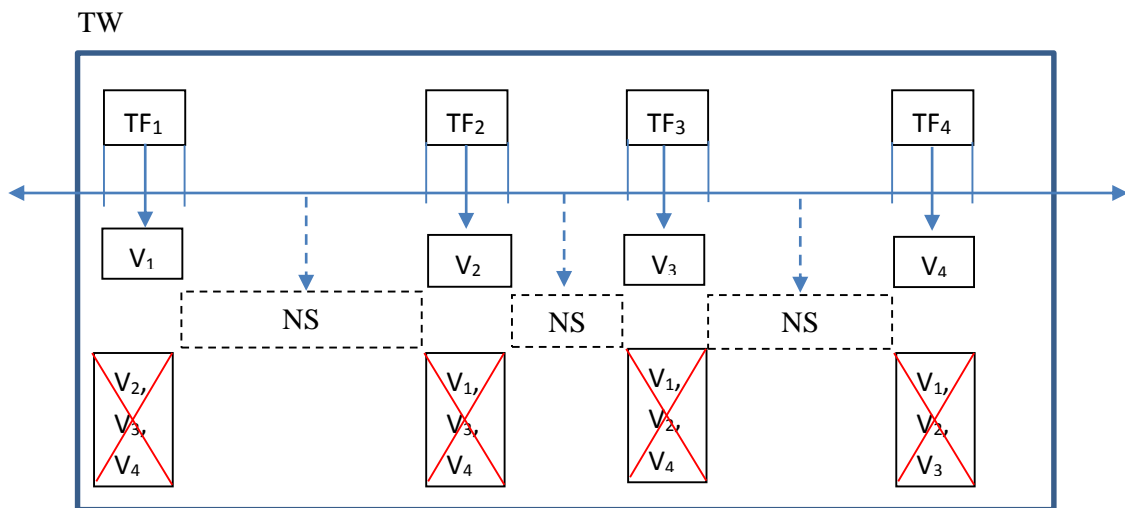 TW
TF₁ TF₂ TF₃ TF₄
V₁ V₂ V₃ V₄
NS NS NS
V₂, V₁, V₁, V₁,
V₃, V₃, V₂, V₂,
V₄ V₄ V₄ V₃